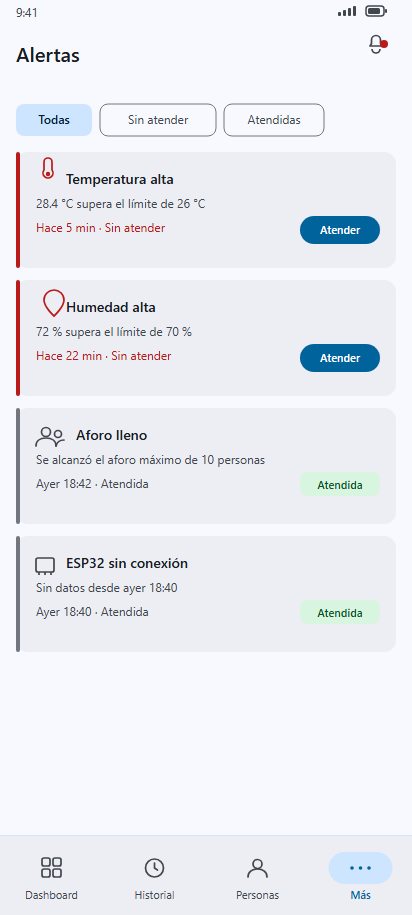 9:41
Alertas
Todas
Sin atender
Atendidas
Temperatura alta
28.4 °C supera el límite de 26 °C
Hace 5 min · Sin atender
Atender
Humedad alta
72 % supera el límite de 70 %
Hace 22 min · Sin atender
Atender
Aforo lleno
Se alcanzó el aforo máximo de 10 personas
Ayer 18:42 · Atendida
Atendida
ESP32 sin conexión
Sin datos desde ayer 18:40
Ayer 18:40 · Atendida
Atendida
Dashboard
Historial
Personas
Más